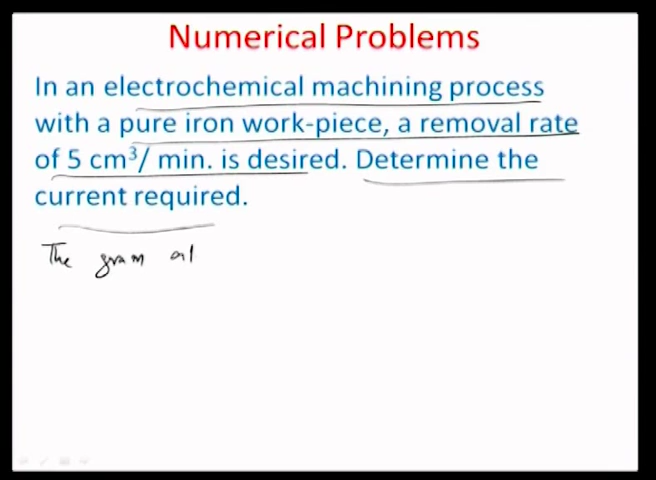 Numerical Problems
In an electrochemical machining process
with a pure iron work-piece, a removal rate
of 5 cm³/ min. is desired. Determine the
current required.
The gram